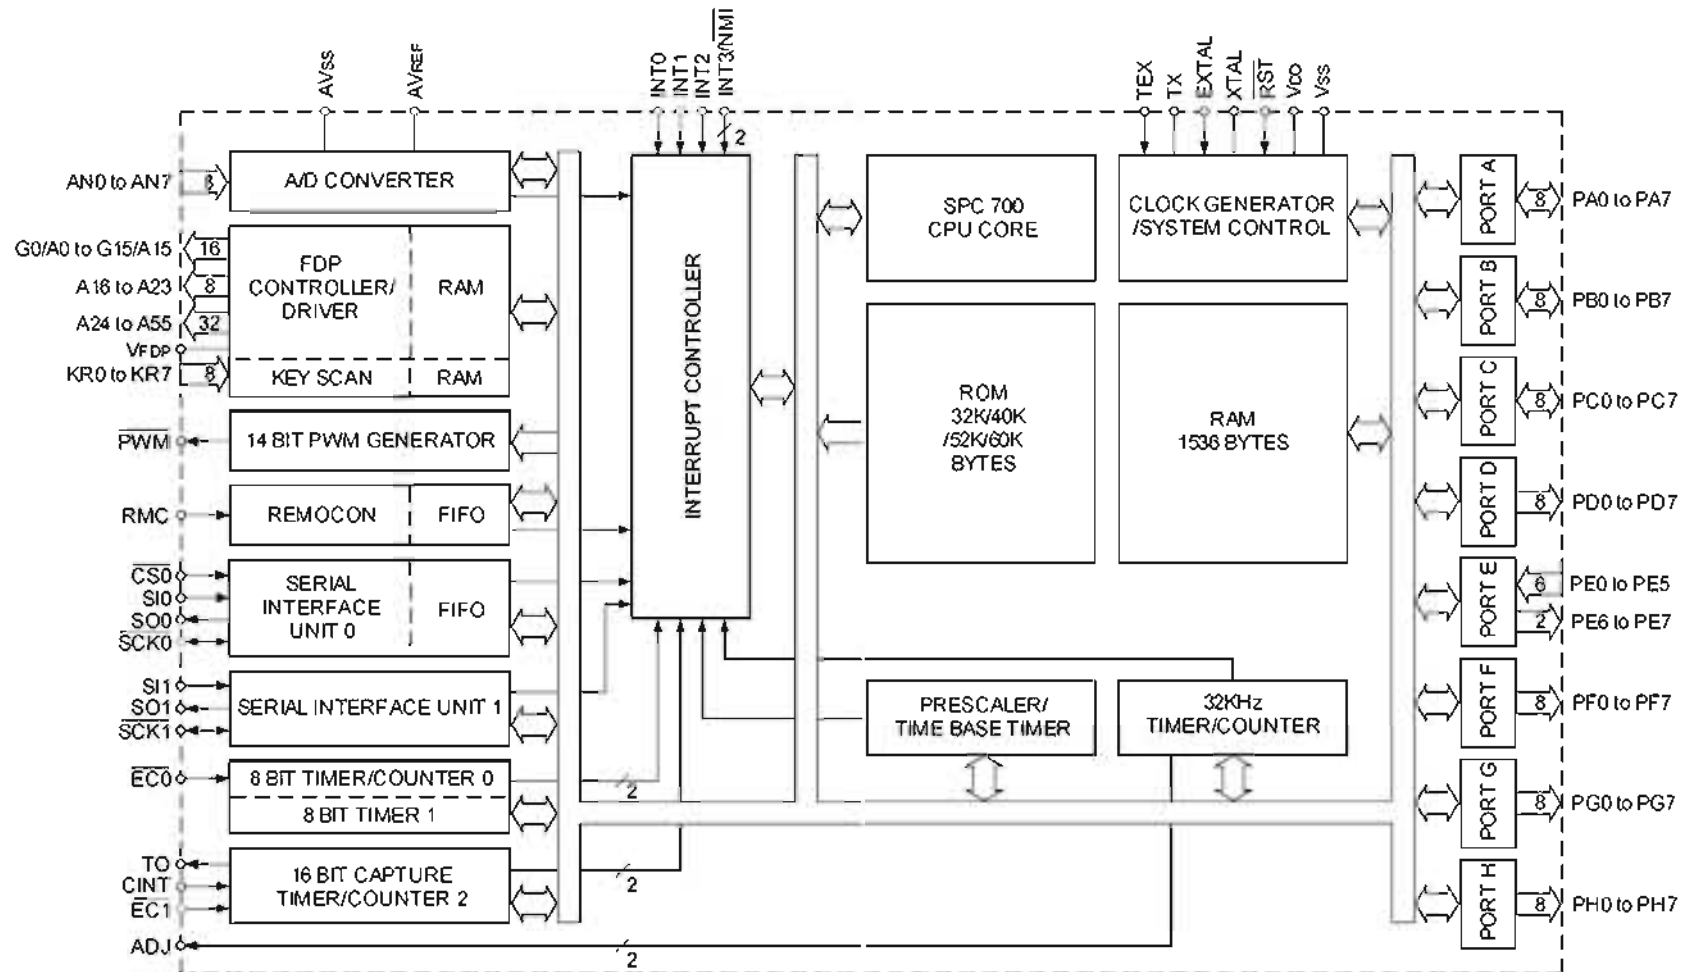 AVSS
AVREF
INT0
INT1
INT2
INT3/NMI
2
TEX
TX
EXTAL
XTAL
RST
VDD
VSS
AN0 to AN7
8
A/D CONVERTER
G0/A0 to G15/A15
16
A16 to A23
8
A24 to A55
32
VFDP
KR0 to KR7
8
FDP
CONTROLLER/
DRIVER
RAM
KEY SCAN
RAM
PWM
14 BIT PWM GENERATOR
RMC
REMOCON
FIFO
CS0
SI0
SO0
SCK0
SERIAL
INTERFACE
UNIT 0
FIFO
SI1
SO1
SCK1
SERIAL INTERFACE UNIT 1
EC0
8 BIT TIMER/COUNTER 0
8 BIT TIMER 1
2
TO
CINT
EC1
16 BIT CAPTURE
TIMER/COUNTER 2
2
ADJ
2
INTERRUPT CONTROLLER
SPC 700
CPU CORE
CLOCK GENERATOR
/SYSTEM CONTROL
ROM
32K/40K
/52K/60K
BYTES
RAM
1536 BYTES
PRESCALER/
TIME BASE TIMER
32KHz
TIMER/COUNTER
PORT A
8
PA0 to PA7
PORT B
8
PB0 to PB7
PORT C
8
PC0 to PC7
PORT D
8
PD0 to PD7
PORT E
6
PE0 to PE5
2
PE6 to PE7
PORT F
8
PF0 to PF7
PORT G
8
PG0 to PG7
PORT H
8
PH0 to PH7